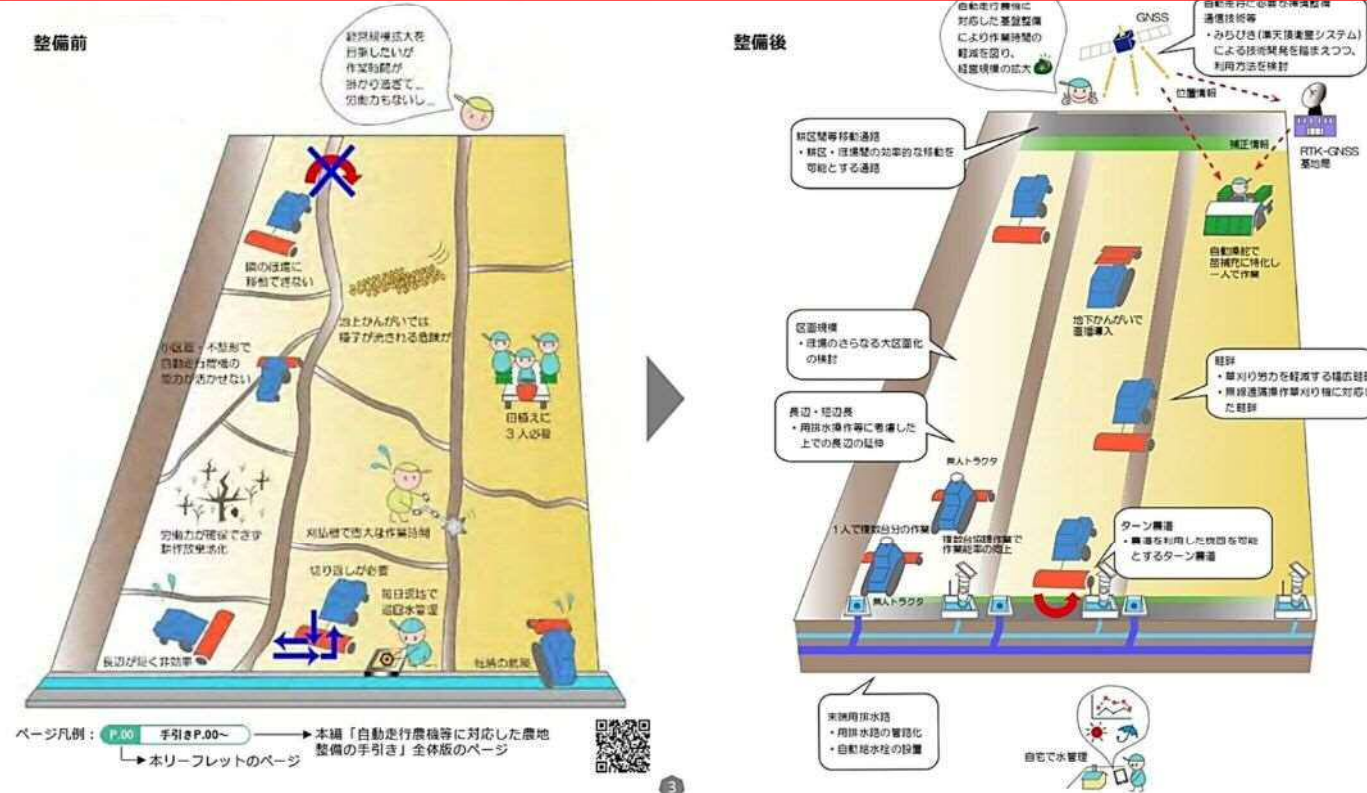 整備前
経営規模拡大を
目指したいが
作業時間が
掛かり過ぎて…
労働力もないし…
隣のほ場に
移動できない
地上かんがいでは
種子が流される危険が
小区画・不整形で
自動走行農機の
能力が活かせない
田植えに
3人必要
労働力が確保できず
耕作放棄地化
刈払機で膨大な作業時間
切り返しが必要
毎日現地で
巡回水管理
長辺が短く非効率
転落の危険
ページ凡例：
P.00
手引きP.00～
本編「自動走行農機等に対応した農地
整備の手引き」全体版のページ
本リーフレットのページ
3
整備後
自動走行農機に
対応した基盤整備
により作業時間の
軽減を図り、
経営規模の拡大
GNSS
自動走行に必要な環境整備
通信技術等
・みちびき(準天頂衛星システム)
による技術開発を踏まえつつ、
利用方法を検討
位置情報
補正情報
RTK-GNSS
基地局
耕区間等移動通路
・耕区・ほ場間の効率的な移動を
可能とする通路
自動操舵で
苗補充に特化し
一人で作業
地下かんがいで
直播導入
区画規模
・ほ場のさらなる大区画化
の検討
畦畔
・草刈り労力を軽減する幅広畦畔
・無線遠隔操作草刈り機に対応し
た畦畔
長辺・短辺長
・用排水操作等に考慮した
上での長辺の延伸
無人トラクタ
1人で複数台分の作業
複数台協調作業で
作業能率の向上
無人トラクタ
ターン農道
・農道を利用した旋回を可能
とするターン農道
末端用排水路
・用排水路の管路化
・自動給水栓の設置
自宅で水管理